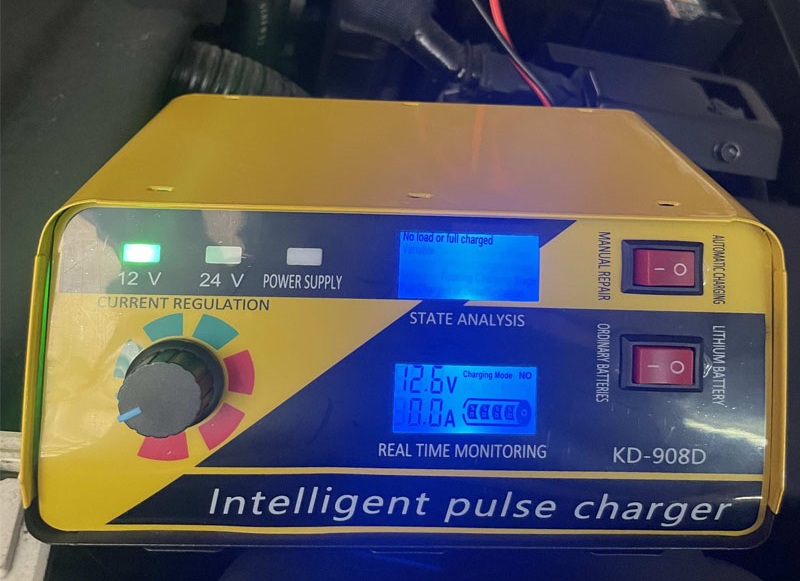 No load or full charged
12 V
24 V
POWER SUPPLY
CURRENT REGULATION
STATE ANALYSIS
MANUAL REPAIR
AUTOMATIC CHARGING
ORDINARY BATTERIES
LITHIUM BATTERY
12.6V
Charging Mode NO
0.0A
REAL TIME MONITORING
KD-908D
Intelligent pulse charger